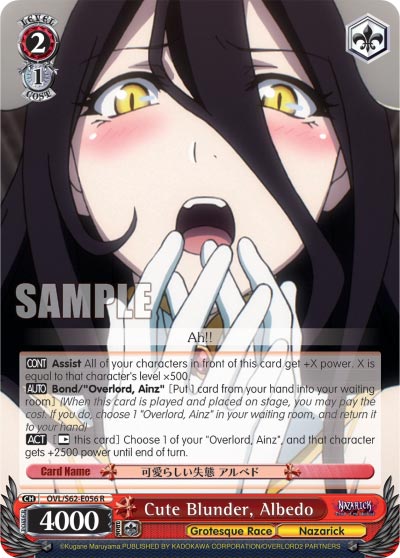 LEVEL
2
1
COST
SAMPLE
Ah!!
CONT Assist All of your characters in front of this card get +X power. X is
equal to that character's level ×500.
AUTO Bond/"Overlord, Ainz" [Put 1 card from your hand into your waiting
room] (When this card is played and placed on stage, you may pay the
cost. If you do, choose 1 "Overlord, Ainz" in your waiting room, and return it
to your hand)
ACT [ this card] Choose 1 of your "Overlord, Ainz", and that character
gets +2500 power until end of turn.
Card Name 可愛らしい失態 アルベド
CH OVL/S62-E056 R
POWER 4000 Cute Blunder, Albedo NAZARICK
Grotesque Race Nazarick
©Kugane Maruyama,PUBLISHED BY KADOKAWA CORPORATION/OVERLORD2 PARTNERS